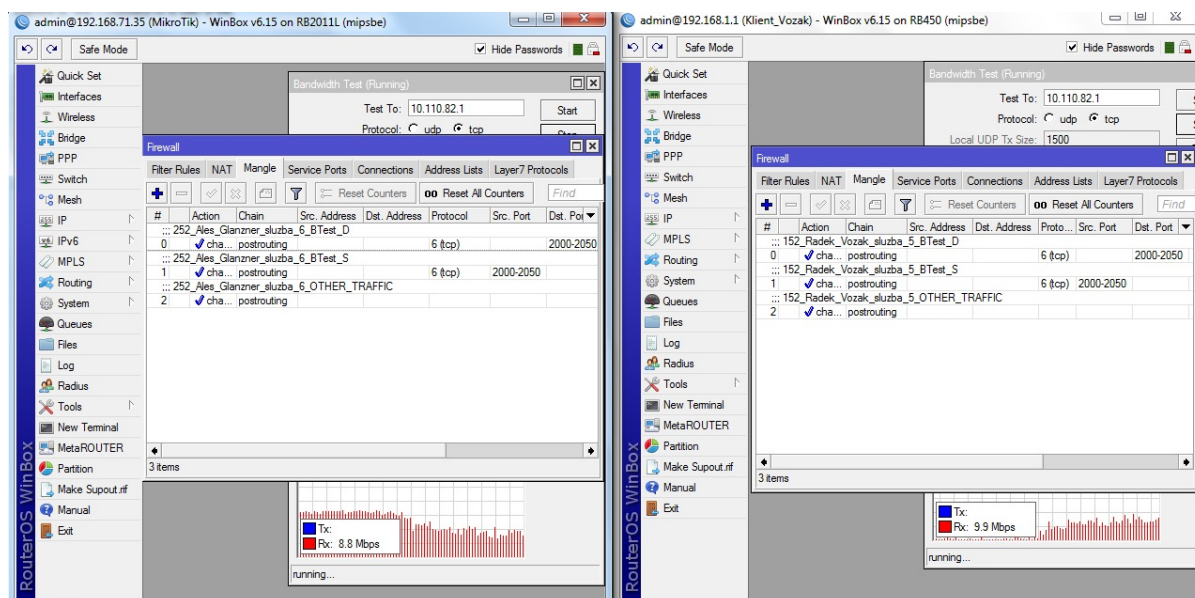 admin@192.168.71.35 (MikroTik) - WinBox v6.15 on RB2011L (mipsbe)
Safe Mode
Hide Passwords
Quick Set
Interfaces
Wireless
Bridge
PPP
Switch
Mesh
IP
IPv6
MPLS
Routing
System
Queues
Files
Log
Radius
Tools
New Terminal
MetaROUTER
Partition
Make Supout.rif
Manual
Exit
RouterOS WinBox
Bandwidth Test (Running)
Test To: 10.110.82.1 Start
Protocol: udp tcp
Firewall
Filter Rules NAT Mangle Service Ports Connections Address Lists Layer7 Protocols
Reset Counters 00 Reset All Counters Find
# Action Chain Src. Address Dst. Address Protocol Src. Port Dst. Por
::: 252_Ales_Glanzner_sluzba_6_BTest_D
0 cha... postrouting 6 (tcp) 2000-2050
::: 252_Ales_Glanzner_sluzba_6_BTest_S
1 cha... postrouting 6 (tcp) 2000-2050
::: 252_Ales_Glanzner_sluzba_6_OTHER_TRAFFIC
2 cha... postrouting
3 items
Tx:
Rx: 8.8 Mbps
running...
admin@192.168.1.1 (Klient_Vozak) - WinBox v6.15 on RB450 (mipsbe)
Safe Mode
Hide Passwords
Quick Set
Interfaces
Wireless
Bridge
PPP
Switch
Mesh
IP
MPLS
Routing
System
Queues
Files
Log
Radius
Tools
New Terminal
MetaROUTER
Partition
Make Supout.rif
Manual
Exit
RouterOS WinBox
Bandwidth Test (Running)
Test To: 10.110.82.1
Protocol: udp tcp
Local UDP Tx Size: 1500
Firewall
Filter Rules NAT Mangle Service Ports Connections Address Lists Layer7 Protocols
Reset Counters 00 Reset All Counters Find
# Action Chain Src. Address Dst. Address Proto... Src. Port Dst. Port
::: 152_Radek_Vozak_sluzba_5_BTest_D
0 cha... postrouting 6 (tcp) 2000-2050
::: 152_Radek_Vozak_sluzba_5_BTest_S
1 cha... postrouting 6 (tcp) 2000-2050
::: 152_Radek_Vozak_sluzba_5_OTHER_TRAFFIC
2 cha... postrouting
3 items
Tx:
Rx: 9.9 Mbps
running...